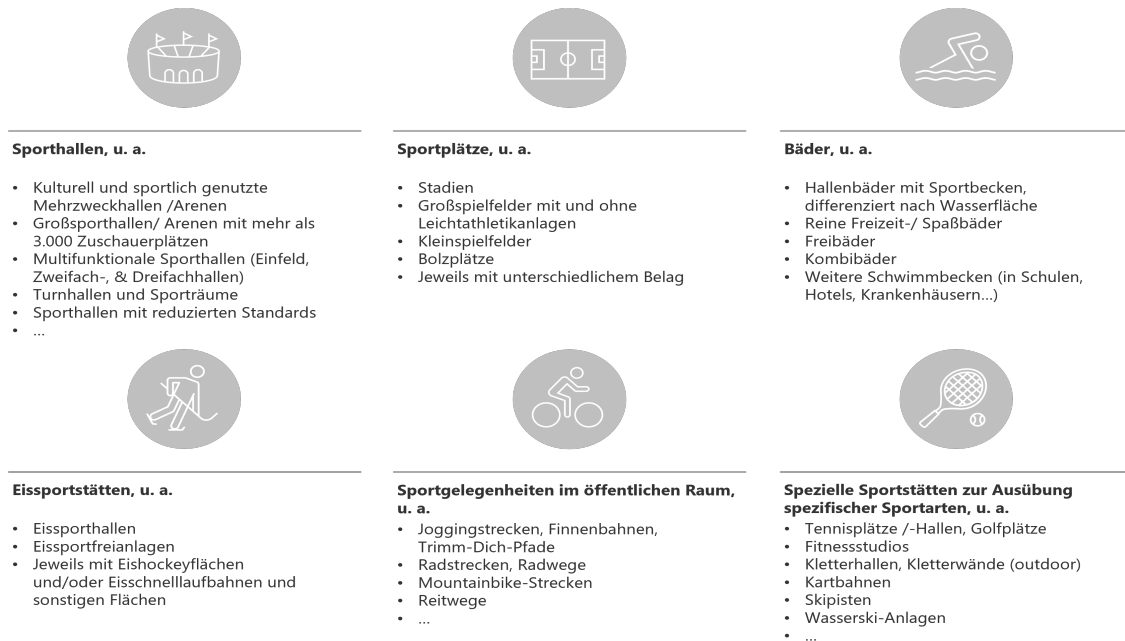 Sporthallen, u. a.
• Kulturell und sportlich genutzte
Mehrzweckhallen /Arenen
• Großsporthallen/ Arenen mit mehr als
3.000 Zuschauerplätzen
• Multifunktionale Sporthallen (Einfeld,
Zweifach-, & Dreifachhallen)
• Turnhallen und Sporträume
• Sporthallen mit reduzierten Standards
• ...
Sportplätze, u. a.
• Stadien
• Großspielfelder mit und ohne
Leichtathletikanlagen
• Kleinspielfelder
• Bolzplätze
• Jeweils mit unterschiedlichem Belag
Bäder, u. a.
• Hallenbäder mit Sportbecken,
differenziert nach Wasserfläche
• Reine Freizeit-/ Spaßbäder
• Freibäder
• Kombibäder
• Weitere Schwimmbecken (in Schulen,
Hotels, Krankenhäusern...)
Eissportstätten, u. a.
• Eissporthallen
• Eissportfreianlagen
• Jeweils mit Eishockeyflächen
und/oder Eisschnelllaufbahnen und
sonstigen Flächen
Sportgelegenheiten im öffentlichen Raum,
u. a.
• Joggingstrecken, Finnenbahnen,
Trimm-Dich-Pfade
• Radstrecken, Radwege
• Mountainbike-Strecken
• Reitwege
• ...
Spezielle Sportstätten zur Ausübung
spezifischer Sportarten, u. a.
• Tennisplätze /-Hallen, Golfplätze
• Fitnessstudios
• Kletterhallen, Kletterwände (outdoor)
• Kartbahnen
• Skipisten
• Wasserski-Anlagen
• ...